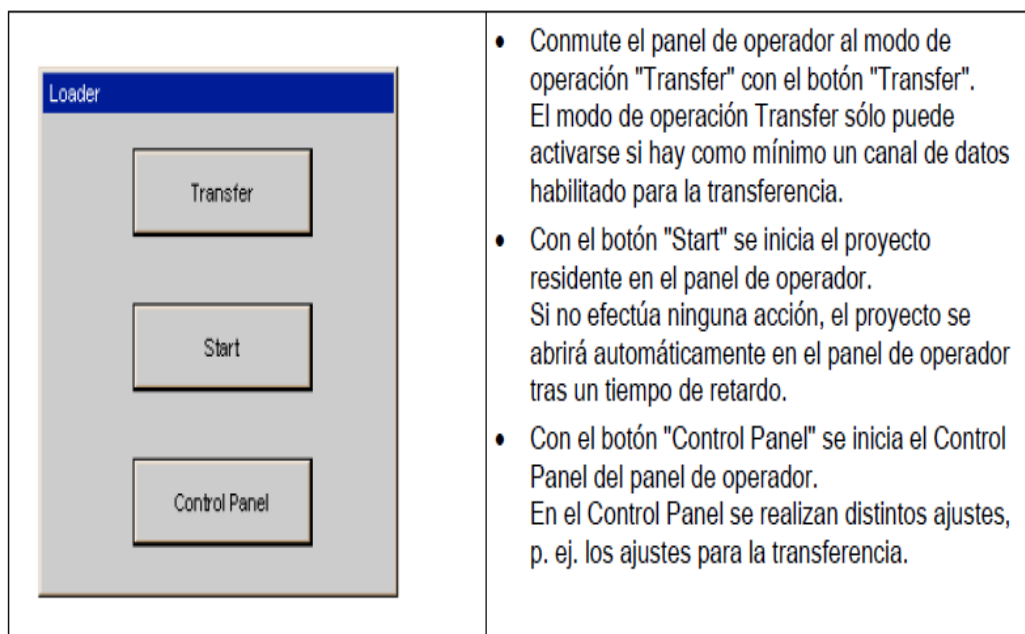 Loader
Transfer
Start
Control Panel
• Conmute el panel de operador al modo de
operación "Transfer" con el botón "Transfer".
El modo de operación Transfer sólo puede
activarse si hay como mínimo un canal de datos
habilitado para la transferencia.
• Con el botón "Start" se inicia el proyecto
residente en el panel de operador.
Si no efectúa ninguna acción, el proyecto se
abrirá automáticamente en el panel de operador
tras un tiempo de retardo.
• Con el botón "Control Panel" se inicia el Control
Panel del panel de operador.
En el Control Panel se realizan distintos ajustes,
p. ej. los ajustes para la transferencia.